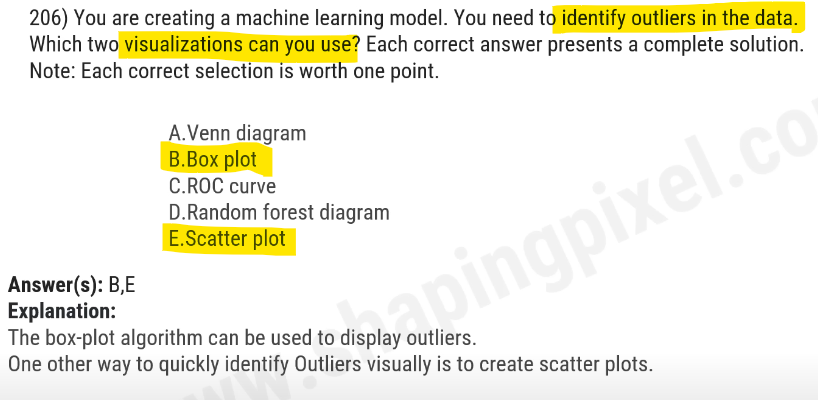 206) You are creating a machine learning model. You need to identify outliers in the data.
Which two visualizations can you use? Each correct answer presents a complete solution.
Note: Each correct selection is worth one point.
A.Venn diagram
B.Box plot
C.ROC curve
D.Random forest diagram
E.Scatter plot
Answer(s): B,E
Explanation:
The box-plot algorithm can be used to display outliers.
One other way to quickly identify Outliers visually is to create scatter plots.
www.shapingpixel.co